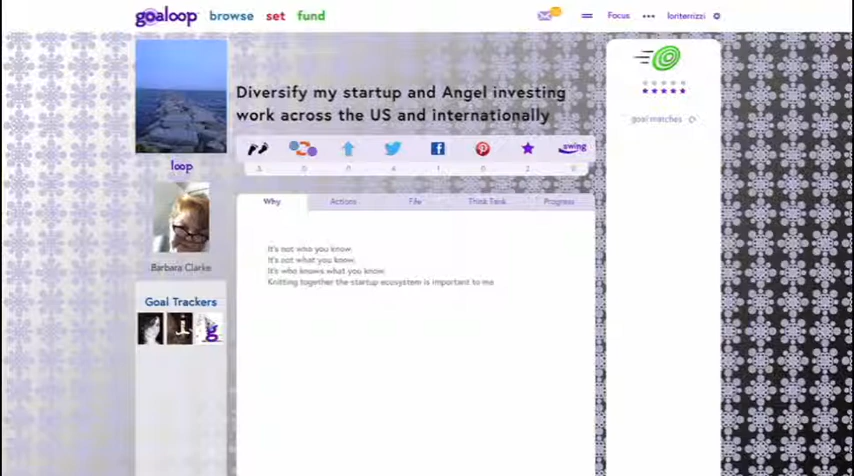 goaloop browse set fund
Focus
loriterrizzi
Diversify my startup and Angel investing
work across the US and internationally
goal matches
swing
loop
Why Actions File Think Tank Progress
It's not who you know.
It's not what you know.
It's who knows what you know.
Knitting together the startup ecosystem is important to me
Barbara Clarke
Goal Trackers
g